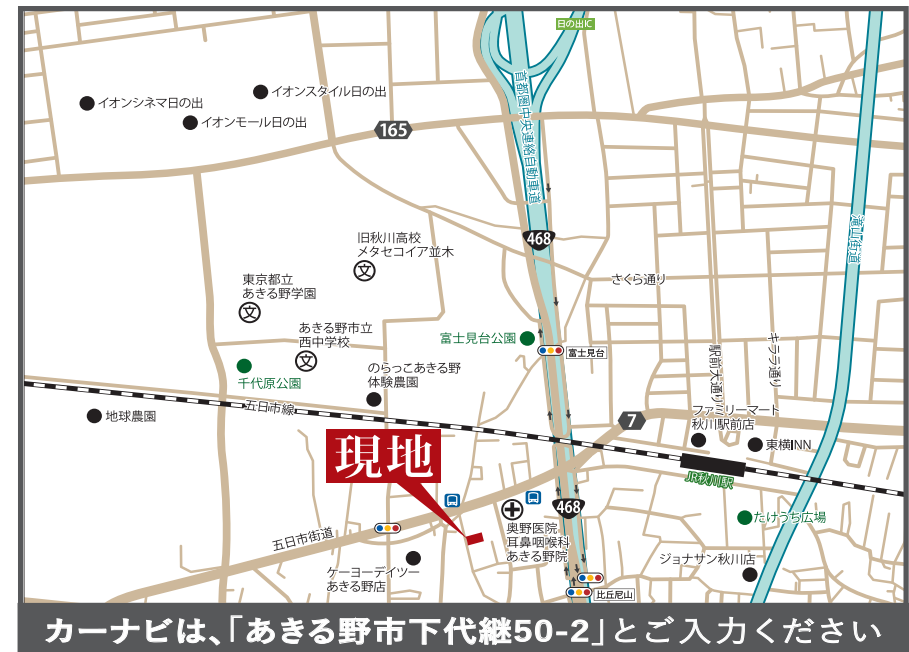 日の出IC
イオンスタイル日の出
イオンシネマ日の出
イオンモール日の出
165
首都圏中央連絡自動車道
滝山街道
468
旧秋川高校
メタセコイア並木
文
東京都立
あきる野学園
文
さくら通り
あきる野市立
西中学校
文
富士見台公園
富士見台
駅前大通り
キララ通り
千代原公園
のらっこあきる野
体験農園
五日市線
地球農園
7
ファミリーマート
秋川駅前店
東横INN
現地
JR秋川駅
468
奥野医院
耳鼻咽喉科
あきる野院
たけうち広場
五日市街道
ケーヨーデイツー
あきる野店
ジョナサン秋川店
比丘尼山
カーナビは、「あきる野市下代継50-2」とご入力ください